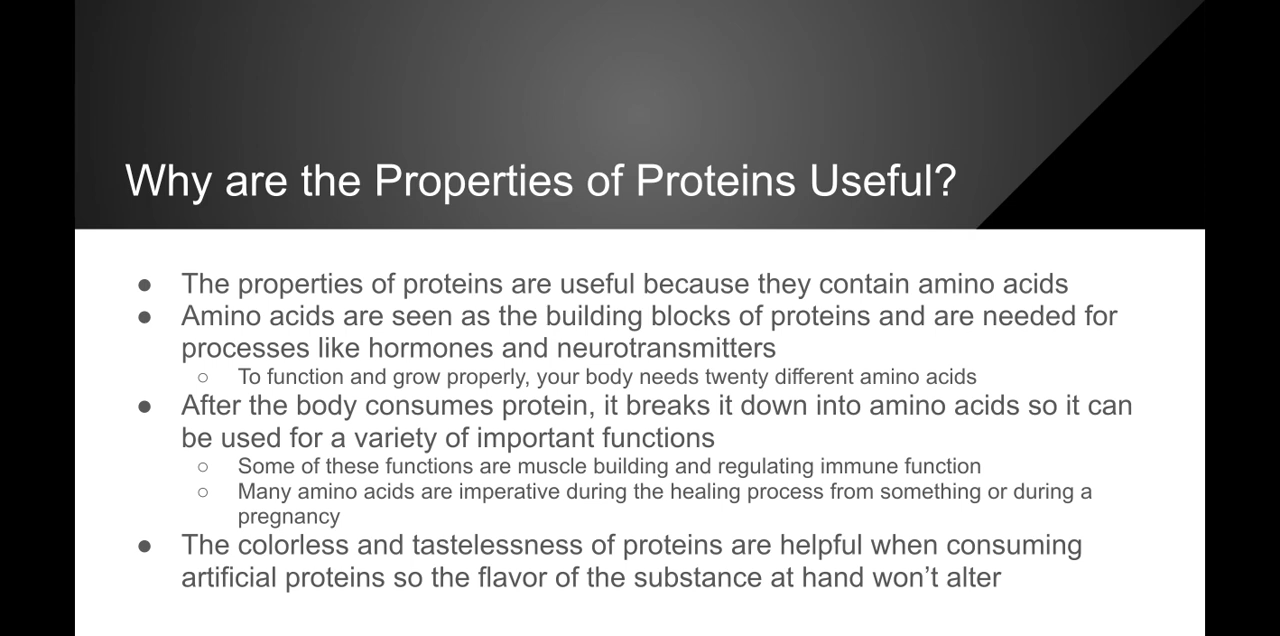 Why are the Properties of Proteins Useful?
● The properties of proteins are useful because they contain amino acids
● Amino acids are seen as the building blocks of proteins and are needed for
processes like hormones and neurotransmitters
○ To function and grow properly, your body needs twenty different amino acids
● After the body consumes protein, it breaks it down into amino acids so it can
be used for a variety of important functions
○ Some of these functions are muscle building and regulating immune function
○ Many amino acids are imperative during the healing process from something or during a
pregnancy
● The colorless and tastelessness of proteins are helpful when consuming
artificial proteins so the flavor of the substance at hand won’t alter